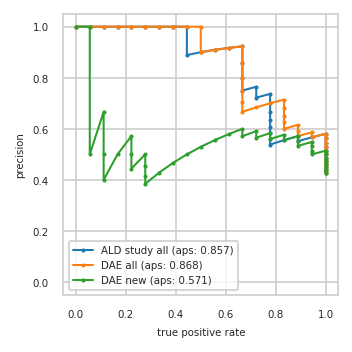 1.0
0.8
0.6
0.4
0.2
0.0
precision
ALD study all (aps: 0.857)
DAE all (aps: 0.868)
DAE new (aps: 0.571)
0.0 0.2 0.4 0.6 0.8 1.0
true positive rate